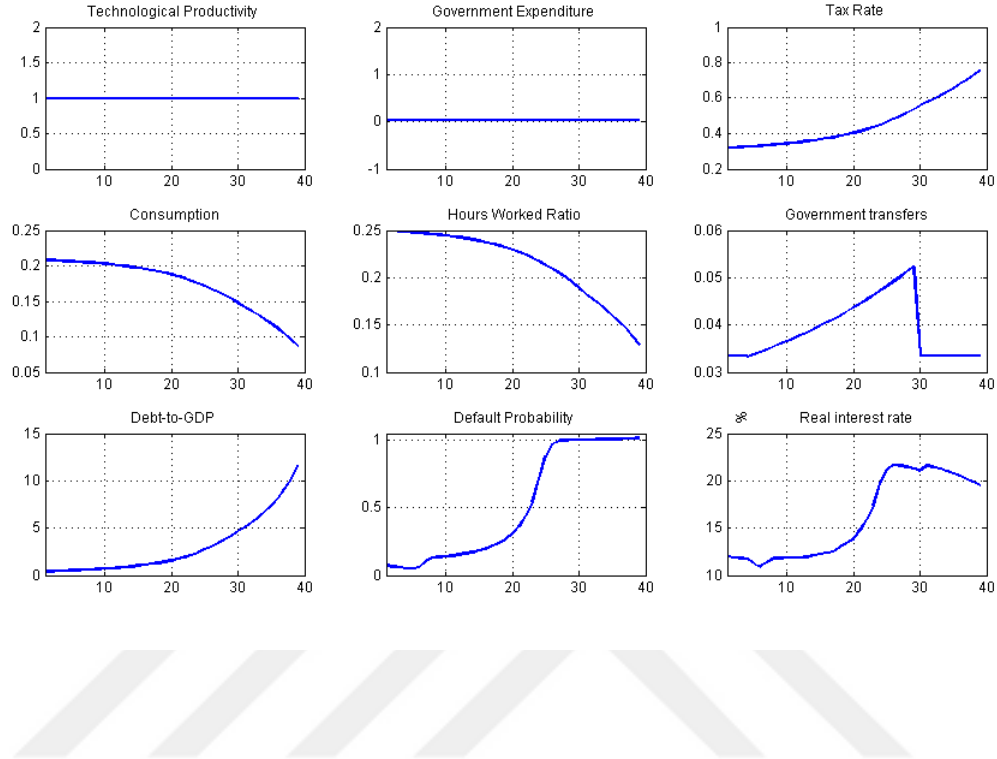 Technological Productivity
2
1.5
1
0.5
0
10 20 30 40
Government Expenditure
2
1
0
-1
10 20 30 40
Tax Rate
1
0.8
0.6
0.4
0.2
10 20 30 40
Consumption
0.25
0.2
0.15
0.1
0.05
10 20 30 40
Hours Worked Ratio
0.25
0.2
0.15
0.1
10 20 30 40
Government transfers
0.06
0.05
0.04
0.03
10 20 30 40
Debt-to-GDP
15
10
5
0
10 20 30 40
Default Probability
1
0.5
0
10 20 30 40
% Real interest rate
25
20
15
10
10 20 30 40